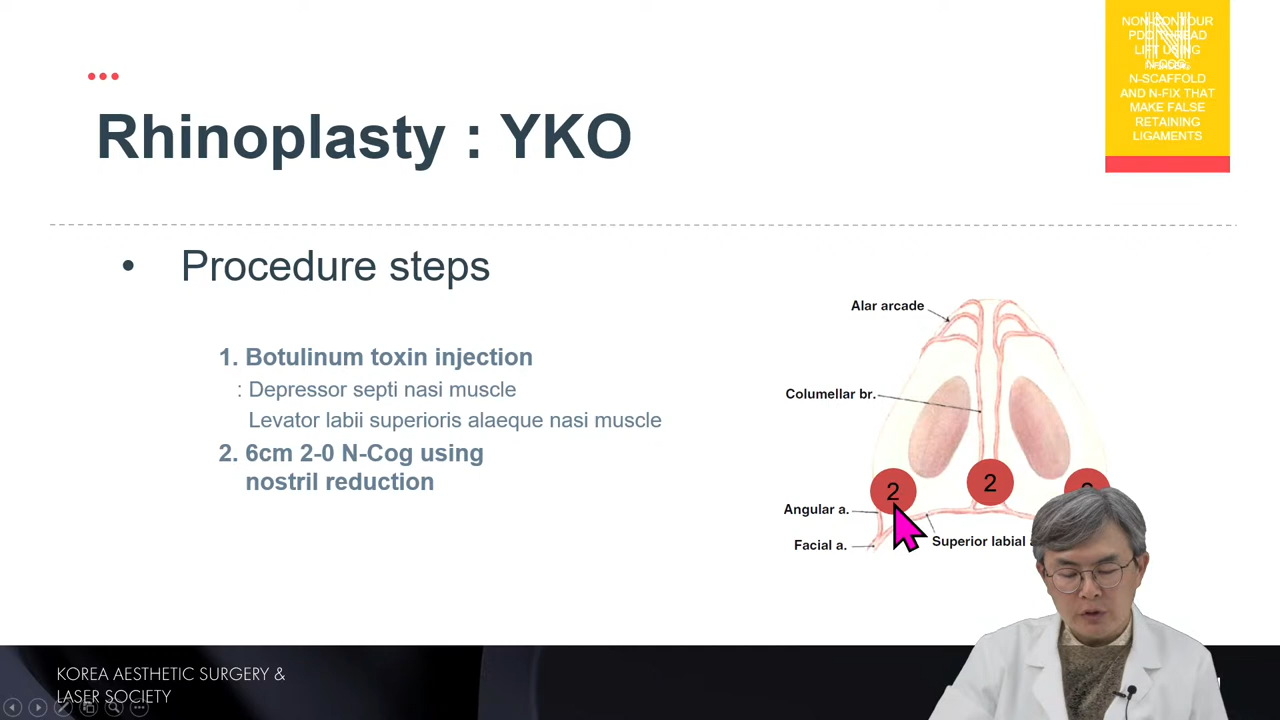 NON-CONTOUR
PDO THREAD
LIFT USING
N-COG,
N-SCAFFOLD
AND N-FIX THAT
MAKE FALSE
RETAINING
LIGAMENTS
Rhinoplasty : YKO
• Procedure steps
1. Botulinum toxin injection
: Depressor septi nasi muscle
Levator labii superioris alaeque nasi muscle
2. 6cm 2-0 N-Cog using
nostril reduction
Alar arcade
Columellar br.
2
2
Angular a.
Superior labial
Facial a.
KOREA AESTHETIC SURGERY &
LASER SOCIETY